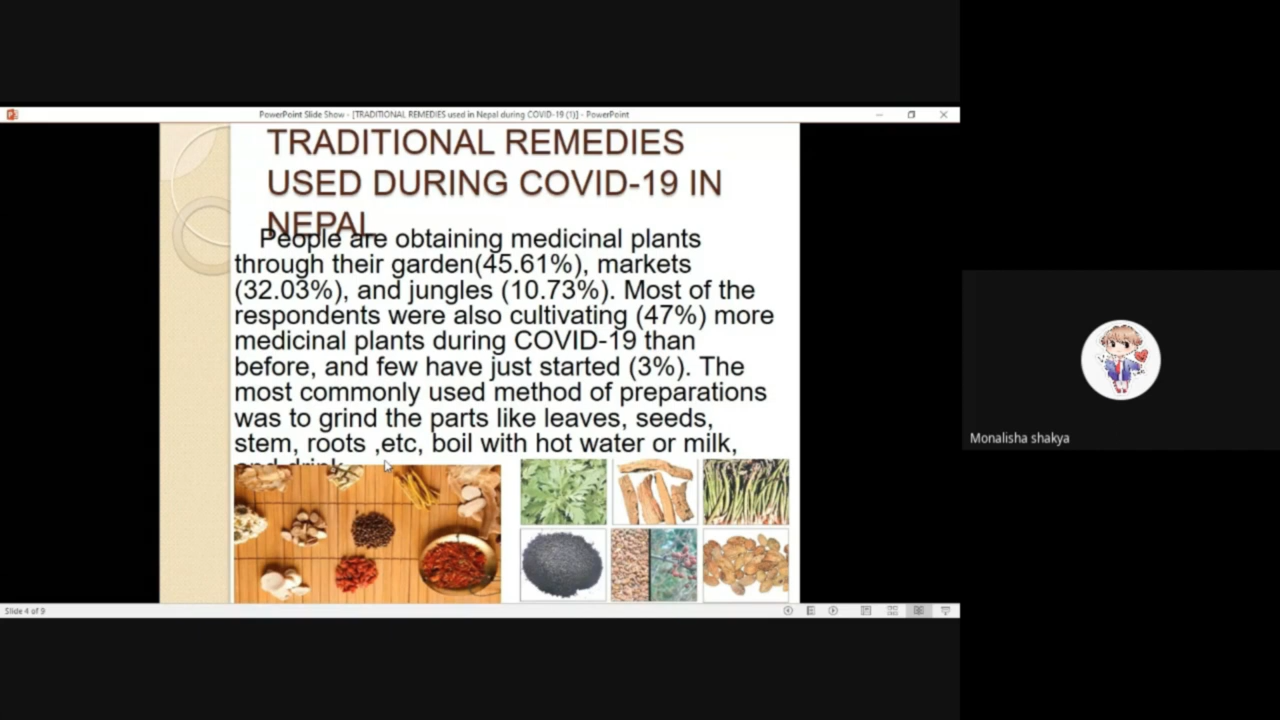 PowerPoint Slide Show - [TRADITIONAL REMEDIES used in Nepal during COVID-19 (1)] - PowerPoint
TRADITIONAL REMEDIES
USED DURING COVID-19 IN
NEPAL
People are obtaining medicinal plants
through their garden(45.61%), markets
(32.03%), and jungles (10.73%). Most of the
respondents were also cultivating (47%) more
medicinal plants during COVID-19 than
before, and few have just started (3%). The
most commonly used method of preparations
was to grind the parts like leaves, seeds,
stem, roots ,etc, boil with hot water or milk,
and drink
Monalisha shakya
Slide 4 of 9